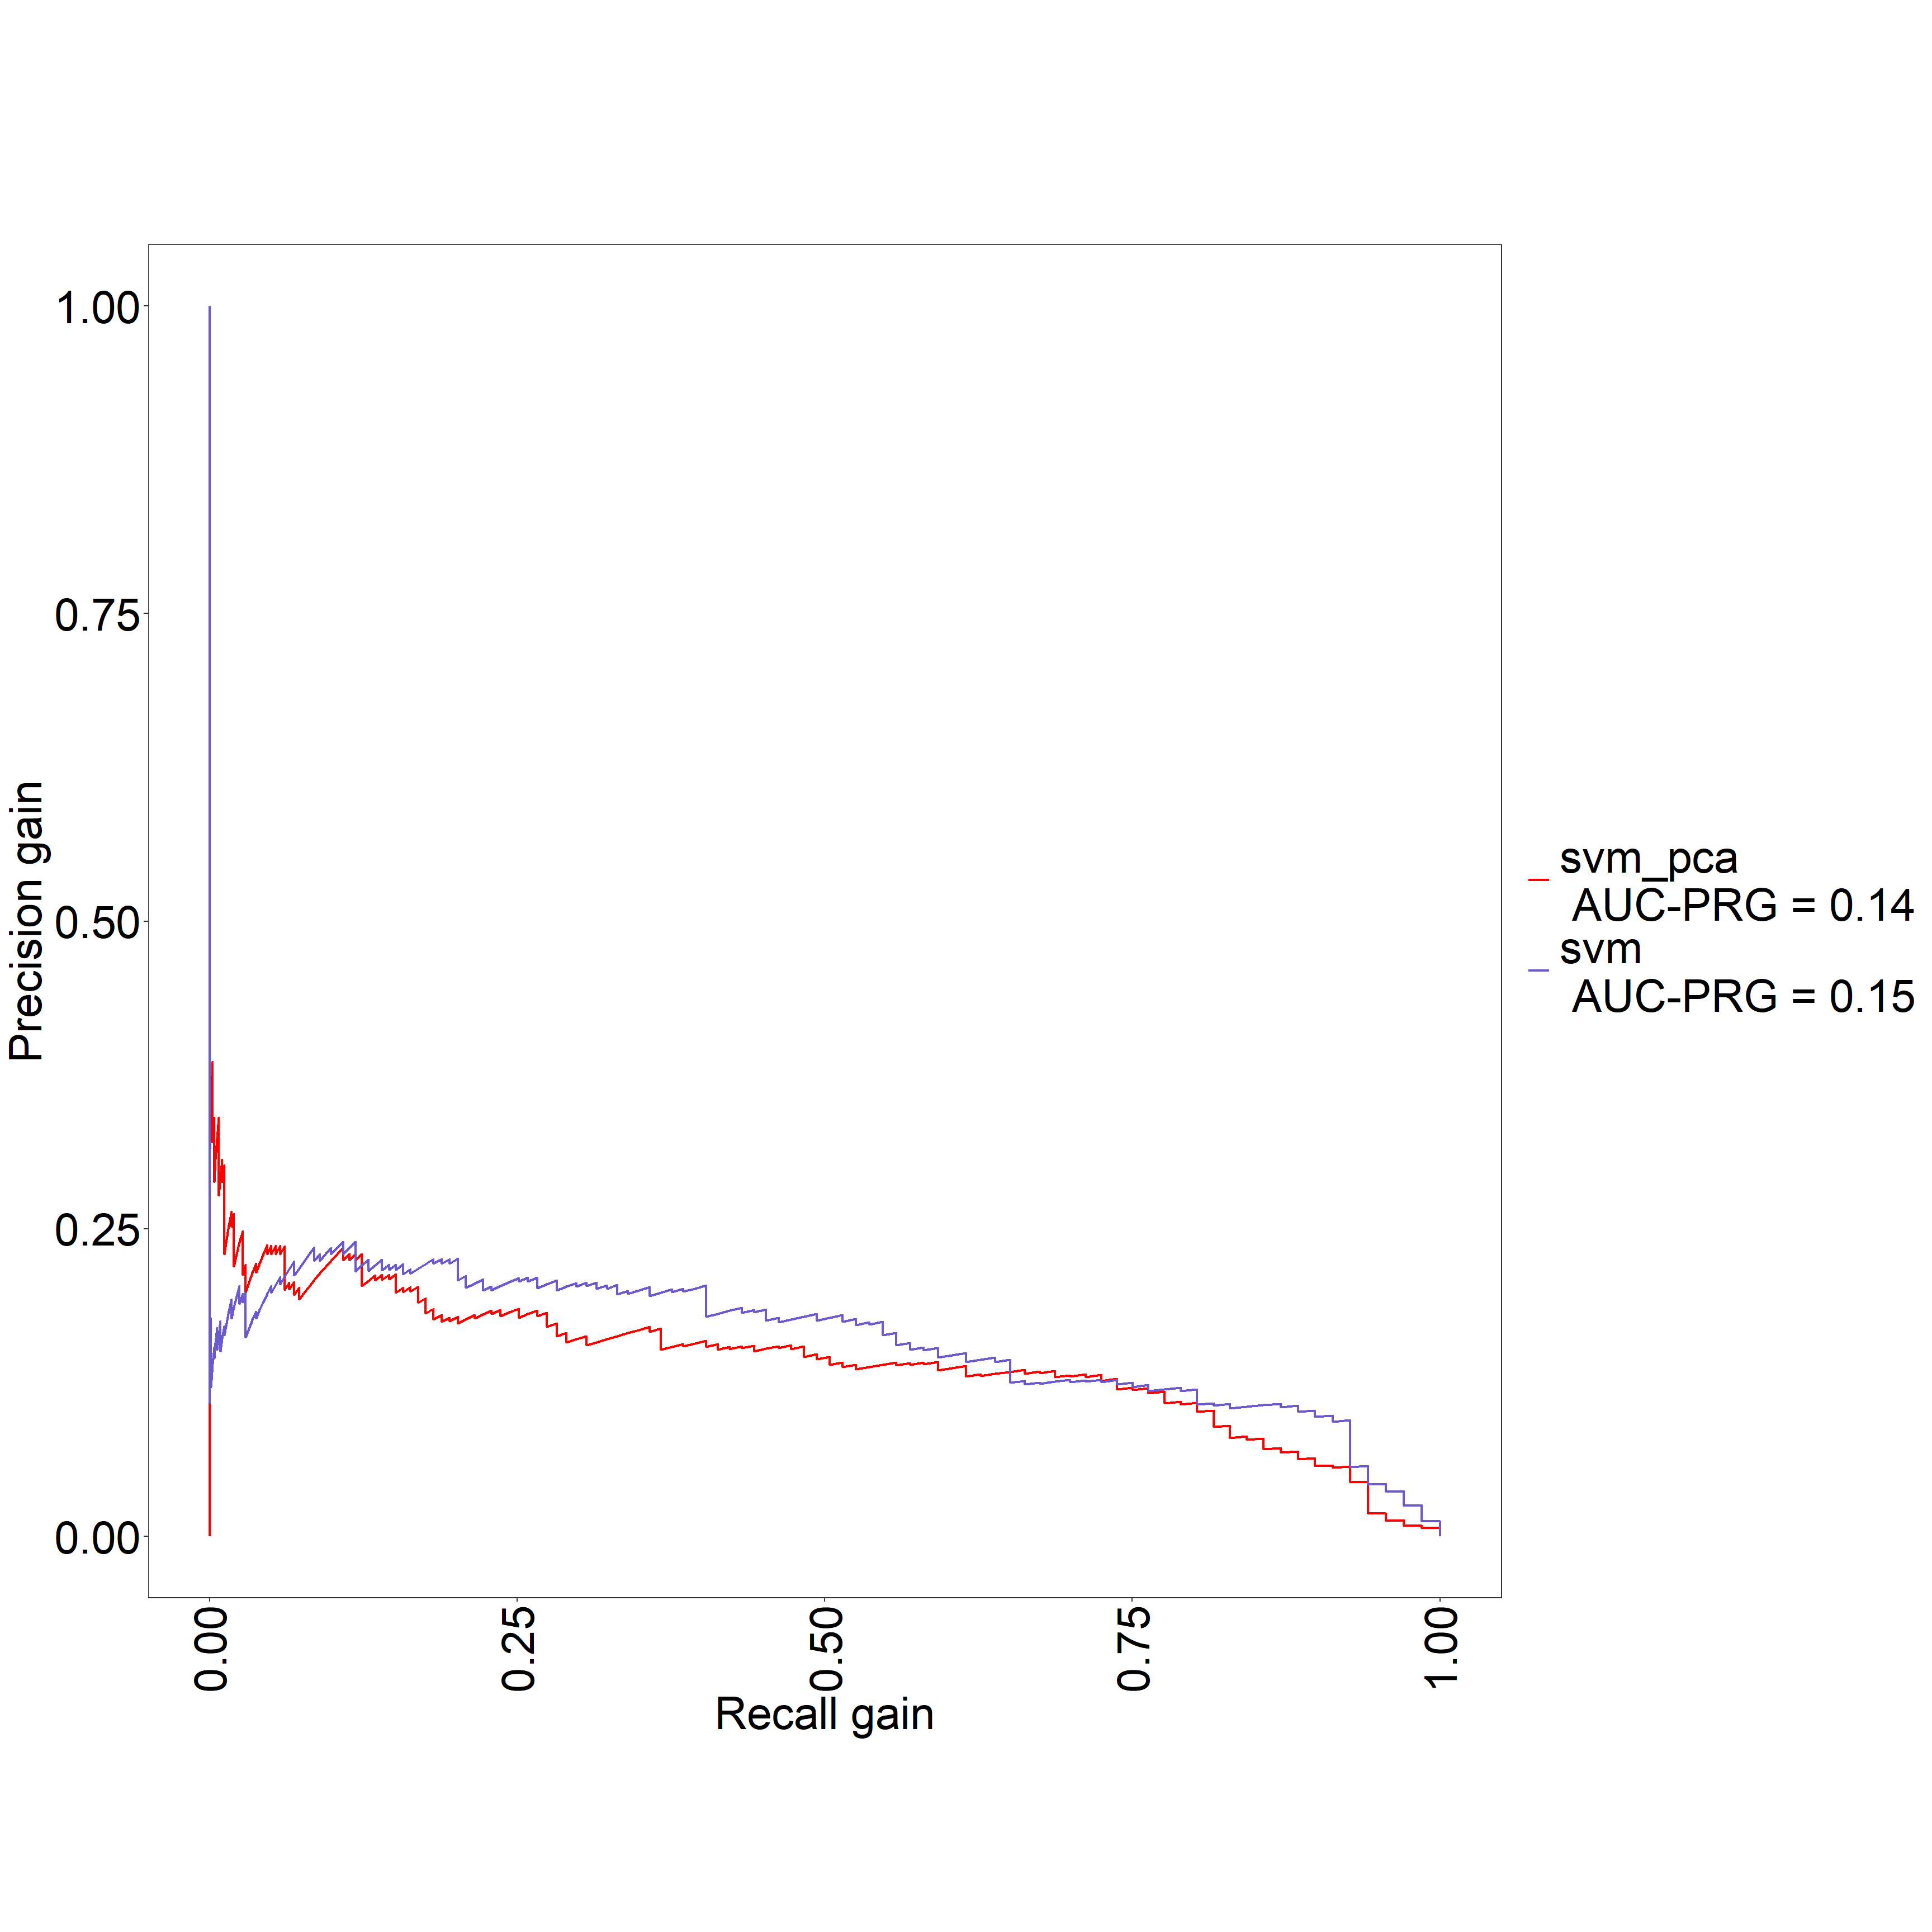 1.00
0.75
0.50
0.25
0.00
Precision gain
0.00
0.25
0.50
0.75
1.00
Recall gain
svm_pca
AUC-PRG = 0.14
svm
AUC-PRG = 0.15